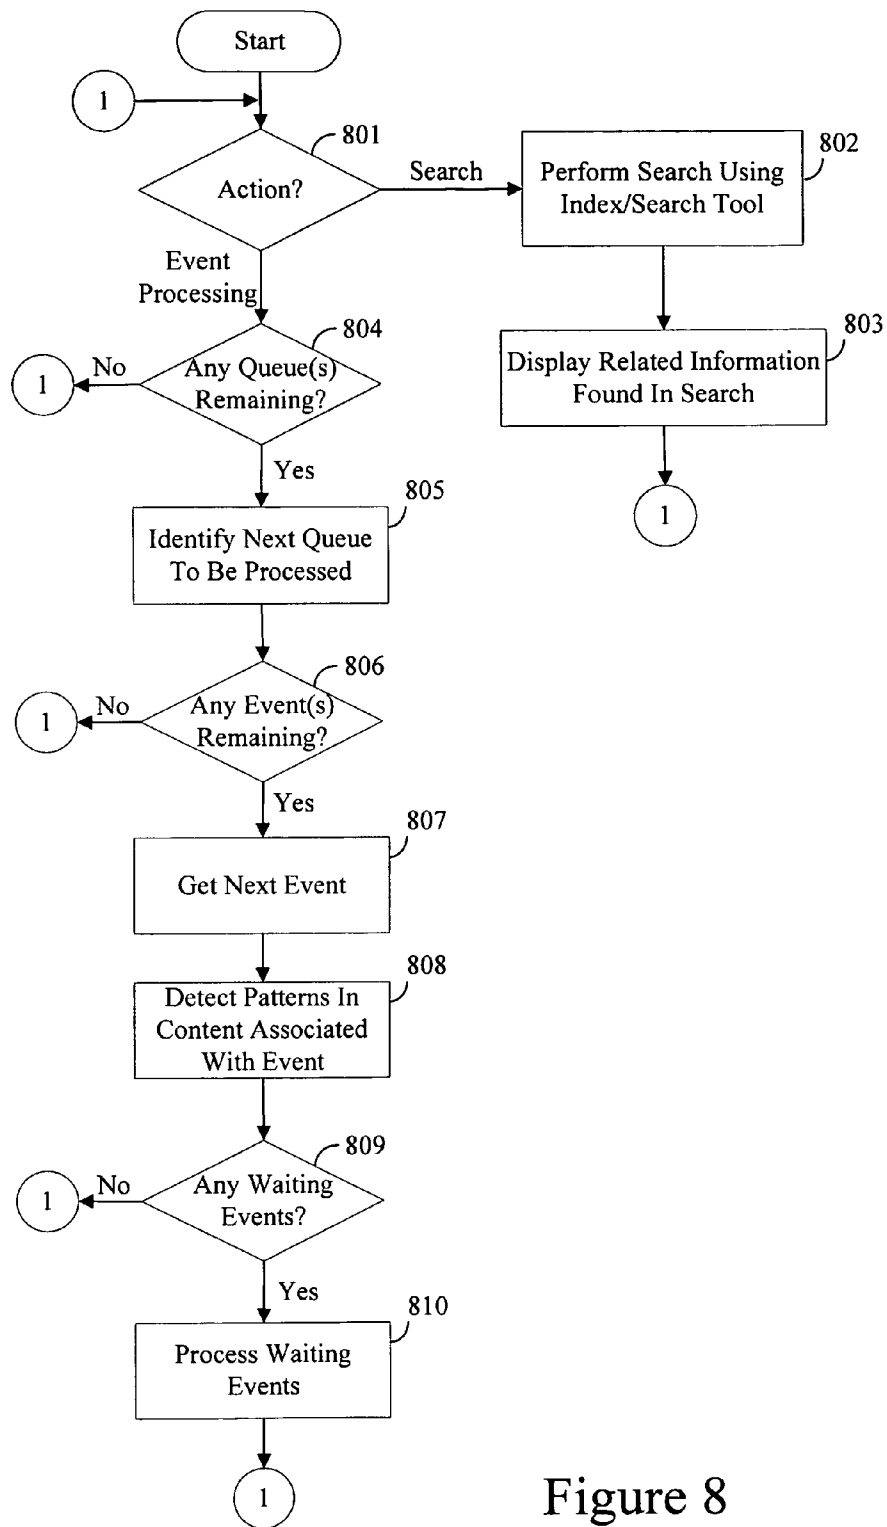 Start
1
801
Action?
Search
802
Perform Search Using
Index/Search Tool
Event
Processing
804
803
Any Queue(s)
Remaining?
No
1
Display Related Information
Found In Search
Yes
1
805
Identify Next Queue
To Be Processed
806
Any Event(s)
Remaining?
No
1
Yes
807
Get Next Event
808
Detect Patterns In
Content Associated
With Event
809
Any Waiting
Events?
No
1
Yes
810
Process Waiting
Events
1
Figure 8